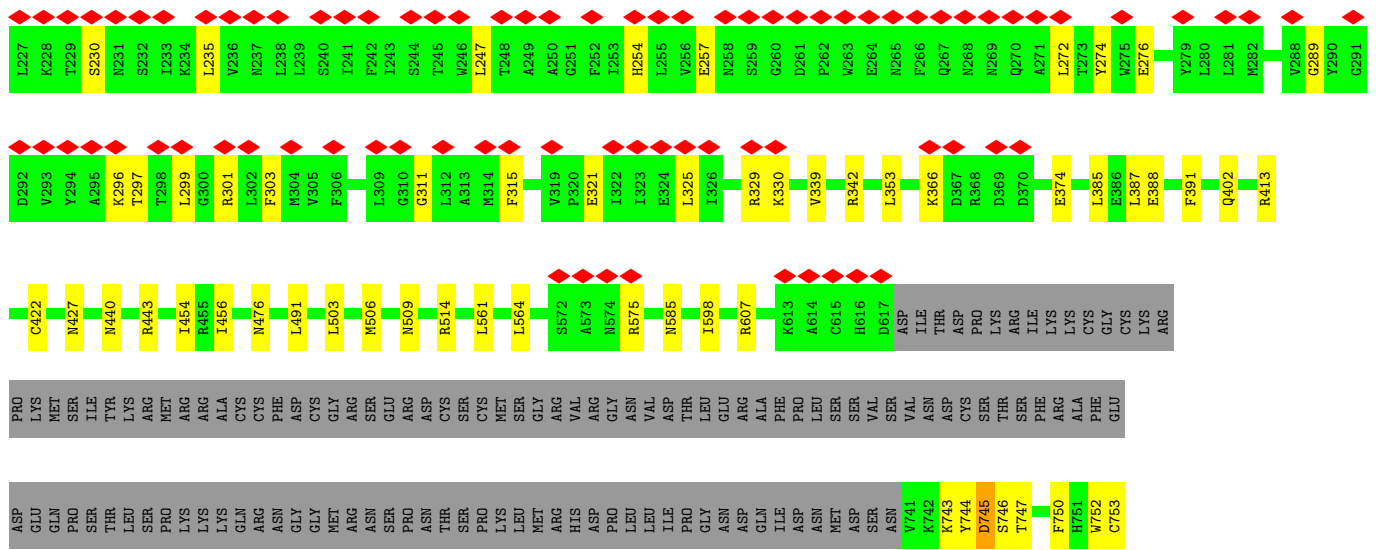 L227 K228 T229 S230 N231 S232 I233 K234 L235 V236 N237 L238 L239 S240 I241 F242 I243 S244 T245 W246 L247 T248 A249 A250 G251 F252 I253 H254 L255 V256 E257 N258 S259 G260 D261 P262 W263 E264 N265 F266 Q267 N268 N269 Q270 A271 L272 T273 Y274 W275 E276 Y279 L280 L281 M282 V288 G289 Y290 G291
D292 V293 Y294 A295 K296 T297 T298 L299 G300 R301 L302 F303 M304 V305 F306 L309 G310 G311 L312 A313 M314 F315 V319 P320 E321 I322 I323 E324 L325 I326 R329 K330 V339 R342 L353 K366 D367 R368 D369 D370 E374 L385 E386 L387 E388 F391 Q402 R413
C422 N427 N440 R443 I454 R455 I456 N476 L491 L503 M506 N509 R514 L561 L564 S572 A573 N574 R575 N585 I598 R607 K613 A614 C615 H616 D617 ASP ILE THR ASP PRO LYS ARG ILE LYS LYS CYS GLY CYS LYS ARG
PRO LYS MET SER ILE TYR LYS ARG MET ARG ARG ALA CYS CYS PHE ASP CYS GLY ARG SER GLU ARG ASP CYS SER CYS MET SER GLY ARG VAL ARG GLY ASN VAL ASP THR LEU GLU ARG ALA PHE PRO LEU SER SER VAL SER VAL ASN ASP CYS SER THR SER PHE ARG ALA PHE GLU
ASP GLU GLN PRO SER THR LEU SER PRO LYS LYS LYS GLN ARG ASN GLY GLY MET ARG ASN SER PRO ASN THR SER PRO LYS LEU MET ARG HIS ASP PRO LEU LEU ILE PRO GLY ASN ASP GLN ILE ASP ASN MET ASP SER ASN V741 K742 K743 Y744 D745 S746 T747 F750 H751 W752 C753